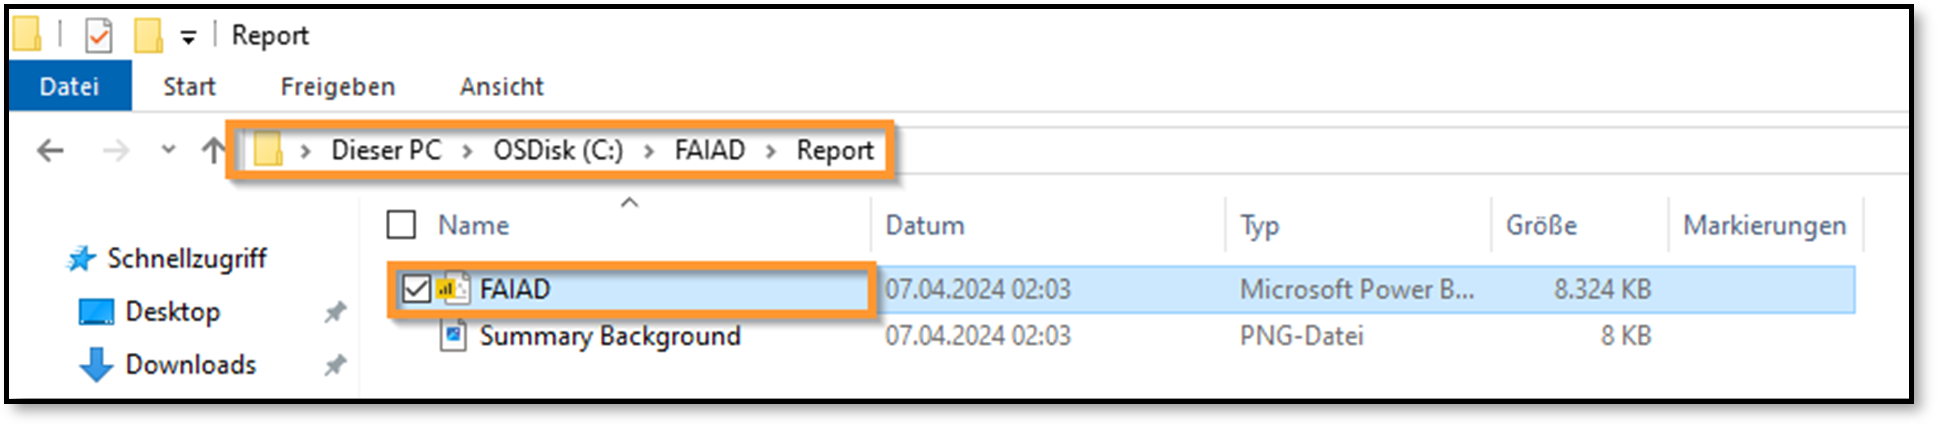 Report
Datei Start Freigeben Ansicht
Dieser PC > OSDisk (C:) > FAIAD > Report
Name Datum Typ Größe Markierungen
Schnellzugriff
FAIAD 07.04.2024 02:03 Microsoft Power B... 8.324 KB
Desktop
Summary Background 07.04.2024 02:03 PNG-Datei 8 KB
Downloads